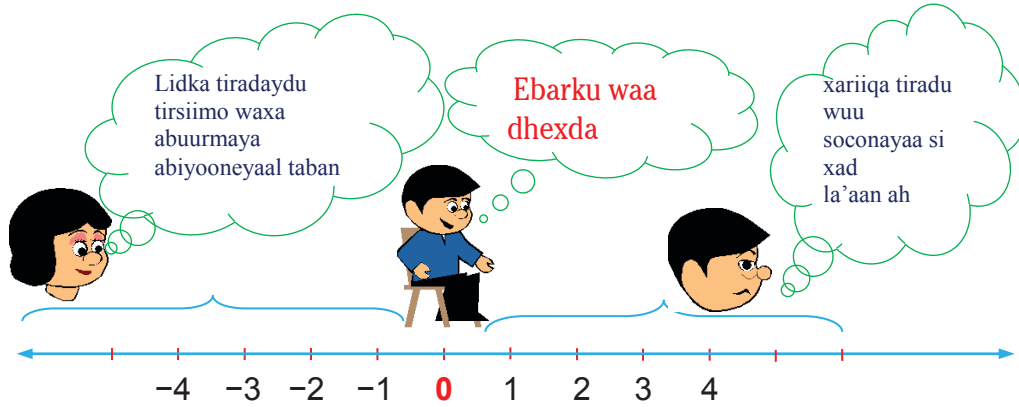 Lidka tiradaydu
tirsiimo waxa
abuurmaya
abiyooneyaal taban
Ebarku waa
dhexda
xariiqa tiradu
wuu
soconayaa si
xad
la’aan ah
−4 −3 −2 −1 0 1 2 3 4